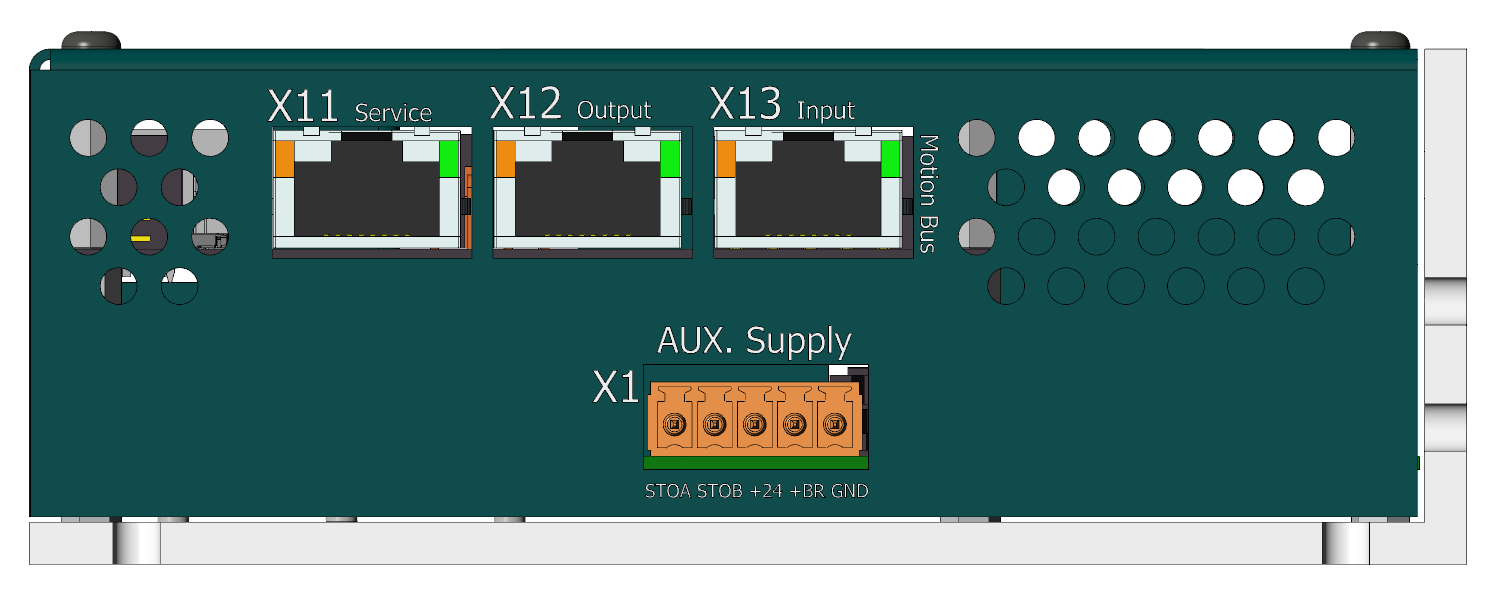 X11 Service
X12 Output
X13 Input
Motion Bus
AUX. Supply
X1
STOA STOB +24 +BR GND